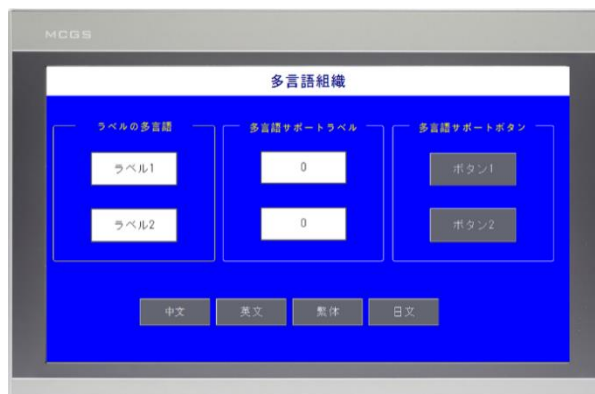 MCGS
多言語組織
ラベルの多言語
多言語サポートラベル
多言語サポートボタン
ラベル1
0
ボタン1
ラベル2
0
ボタン2
中文
英文
繁体
日文